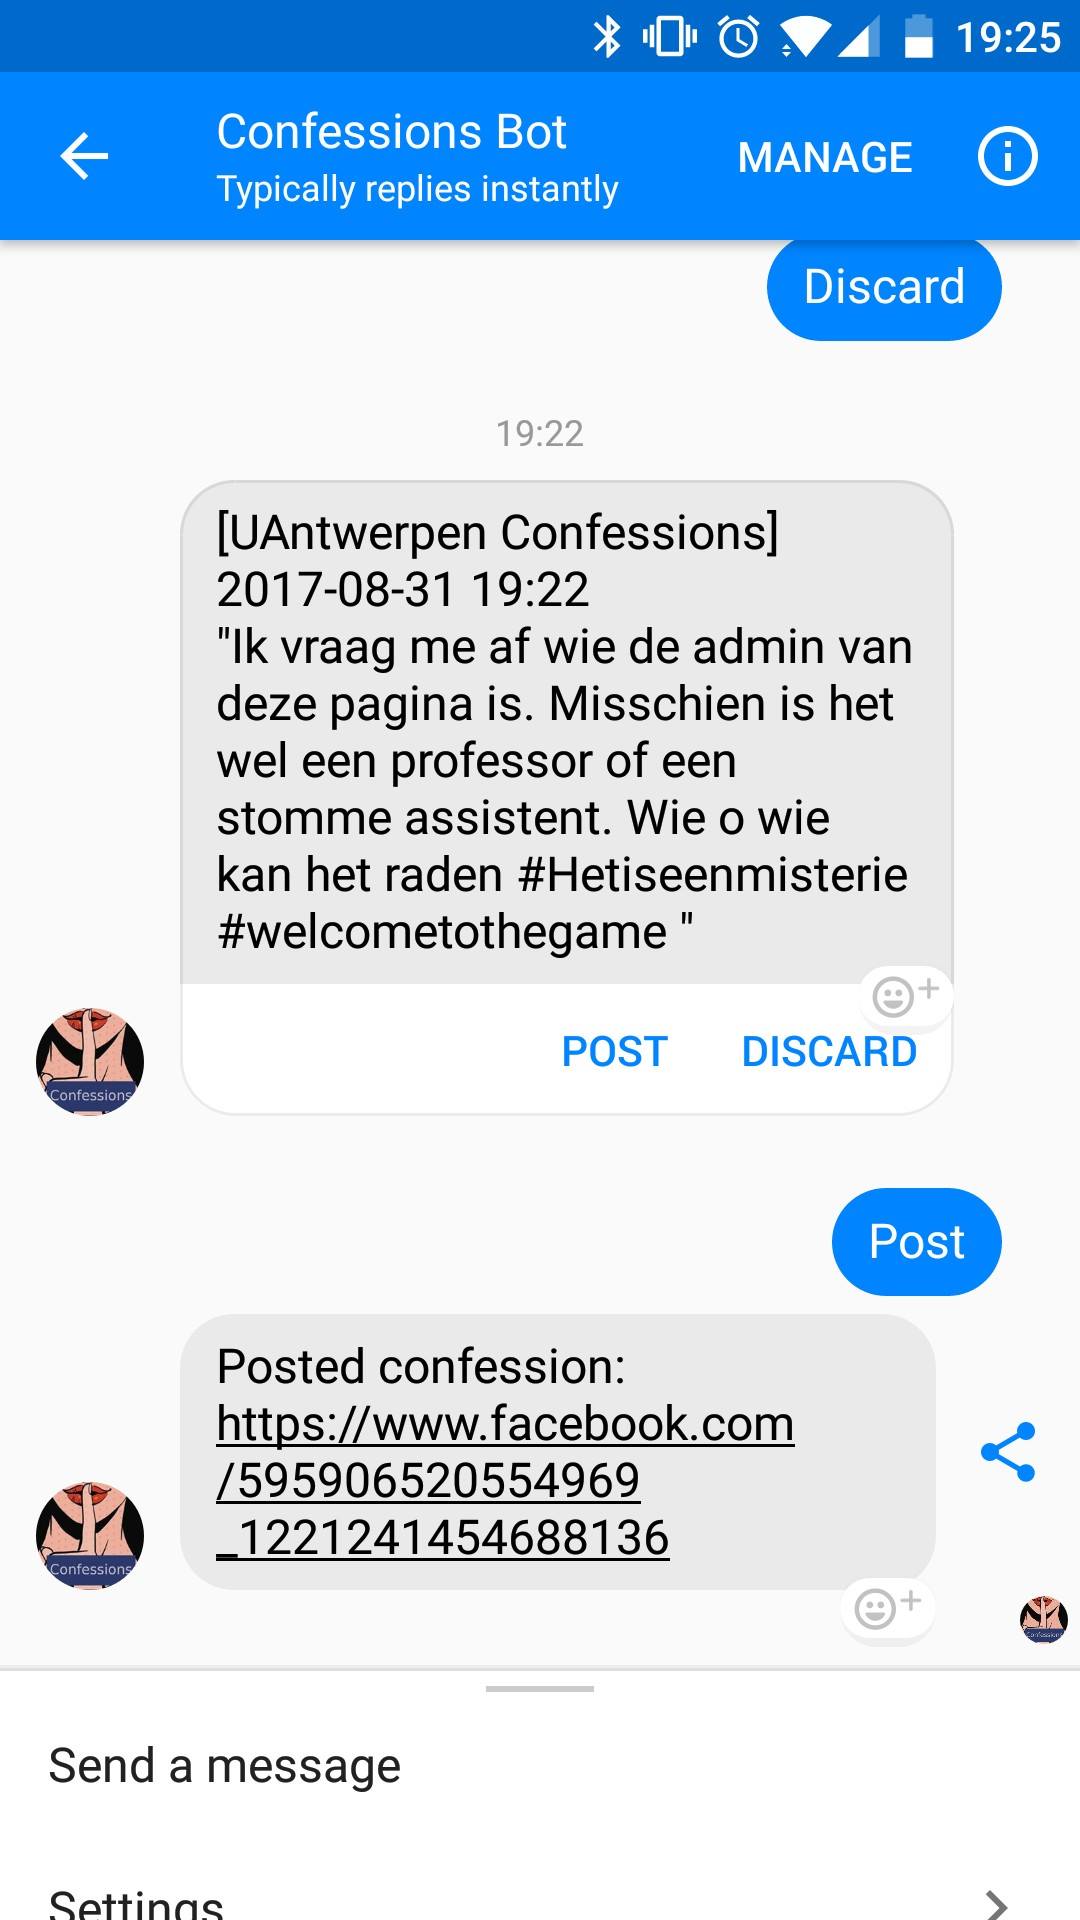 19:25
Confessions Bot
Typically replies instantly
MANAGE
Discard
19:22
[UAntwerpen Confessions]
2017-08-31 19:22
"Ik vraag me af wie de admin van
deze pagina is. Misschien is het
wel een professor of een
stomme assistent. Wie o wie
kan het raden #Hetiseenmisterie
#welcometothegame "
POST DISCARD
Confessions
Post
Posted confession:
https://www.facebook.com
/595906520554969
_1221241454688136
Confessions
Confessions
Send a message
Settings